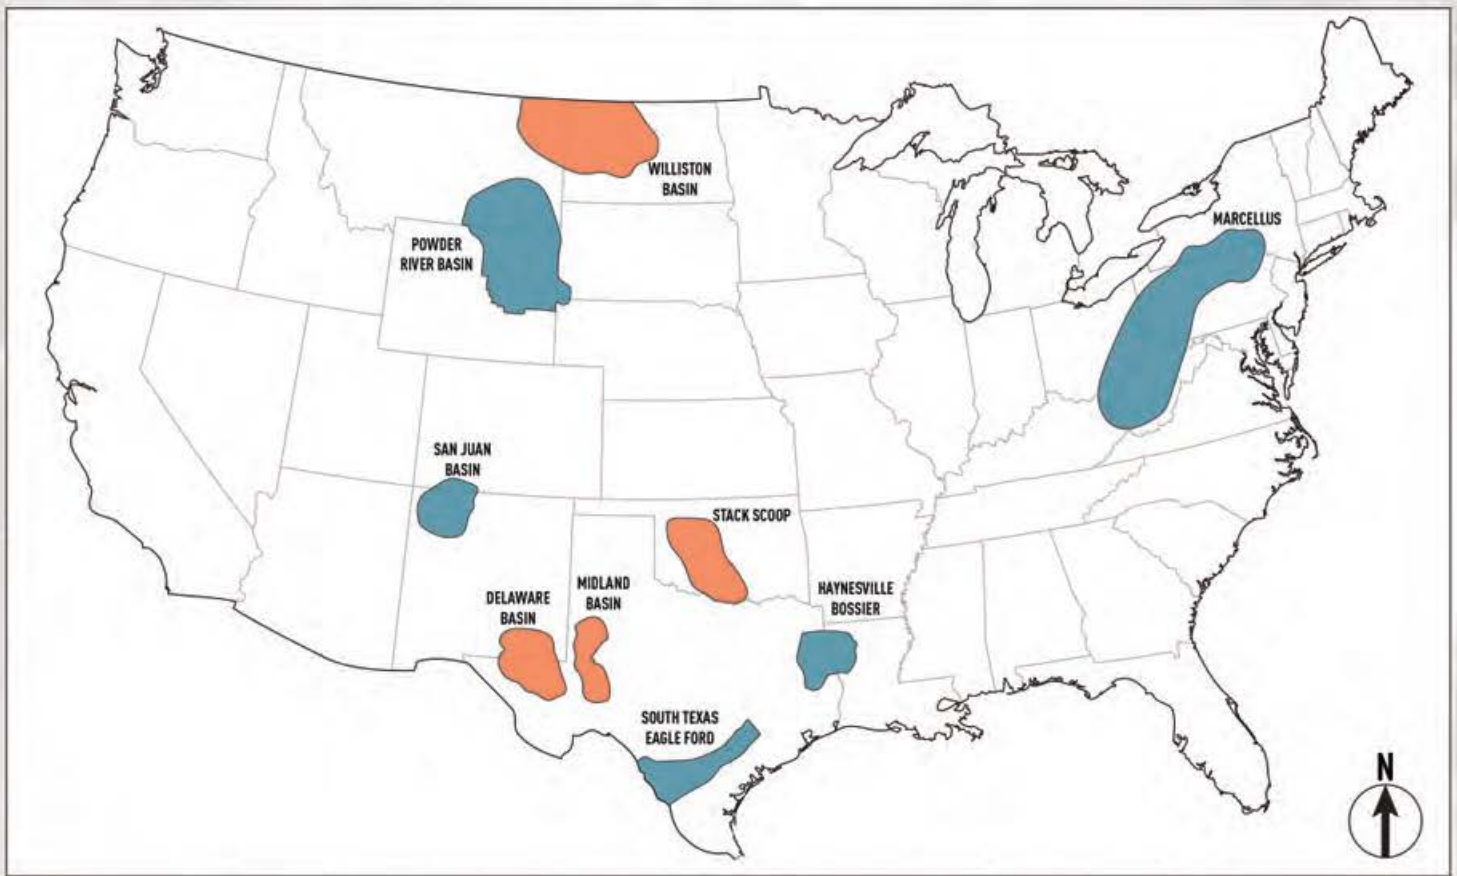 WILLISTON
BASIN
MARCELLUS
POWDER
RIVER BASIN
SAN JUAN
BASIN
STACK SCOOP
MIDLAND
BASIN
HAYNESVILLE
BOSSIER
DELAWARE
BASIN
SOUTH TEXAS
EAGLE FORD
N